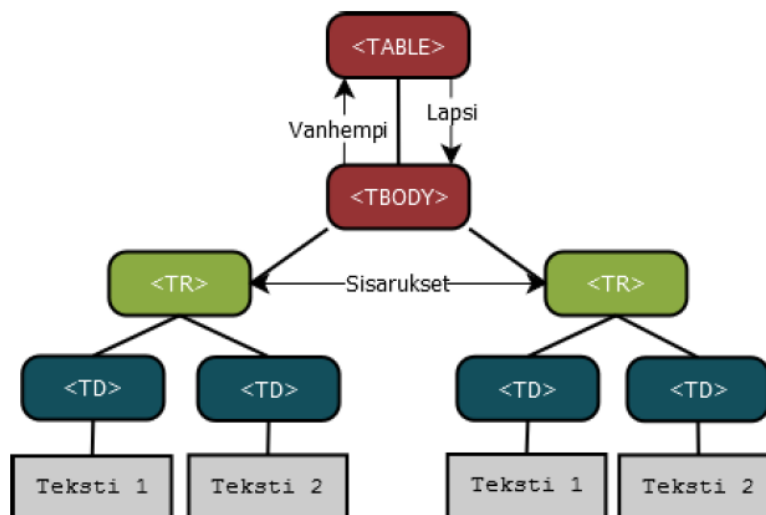 <TABLE>
Vanhempi
Lapsi
<TBODY>
<TR>
Sisarukset
<TR>
<TD>
<TD>
<TD>
<TD>
Teksti 1
Teksti 2
Teksti 1
Teksti 2